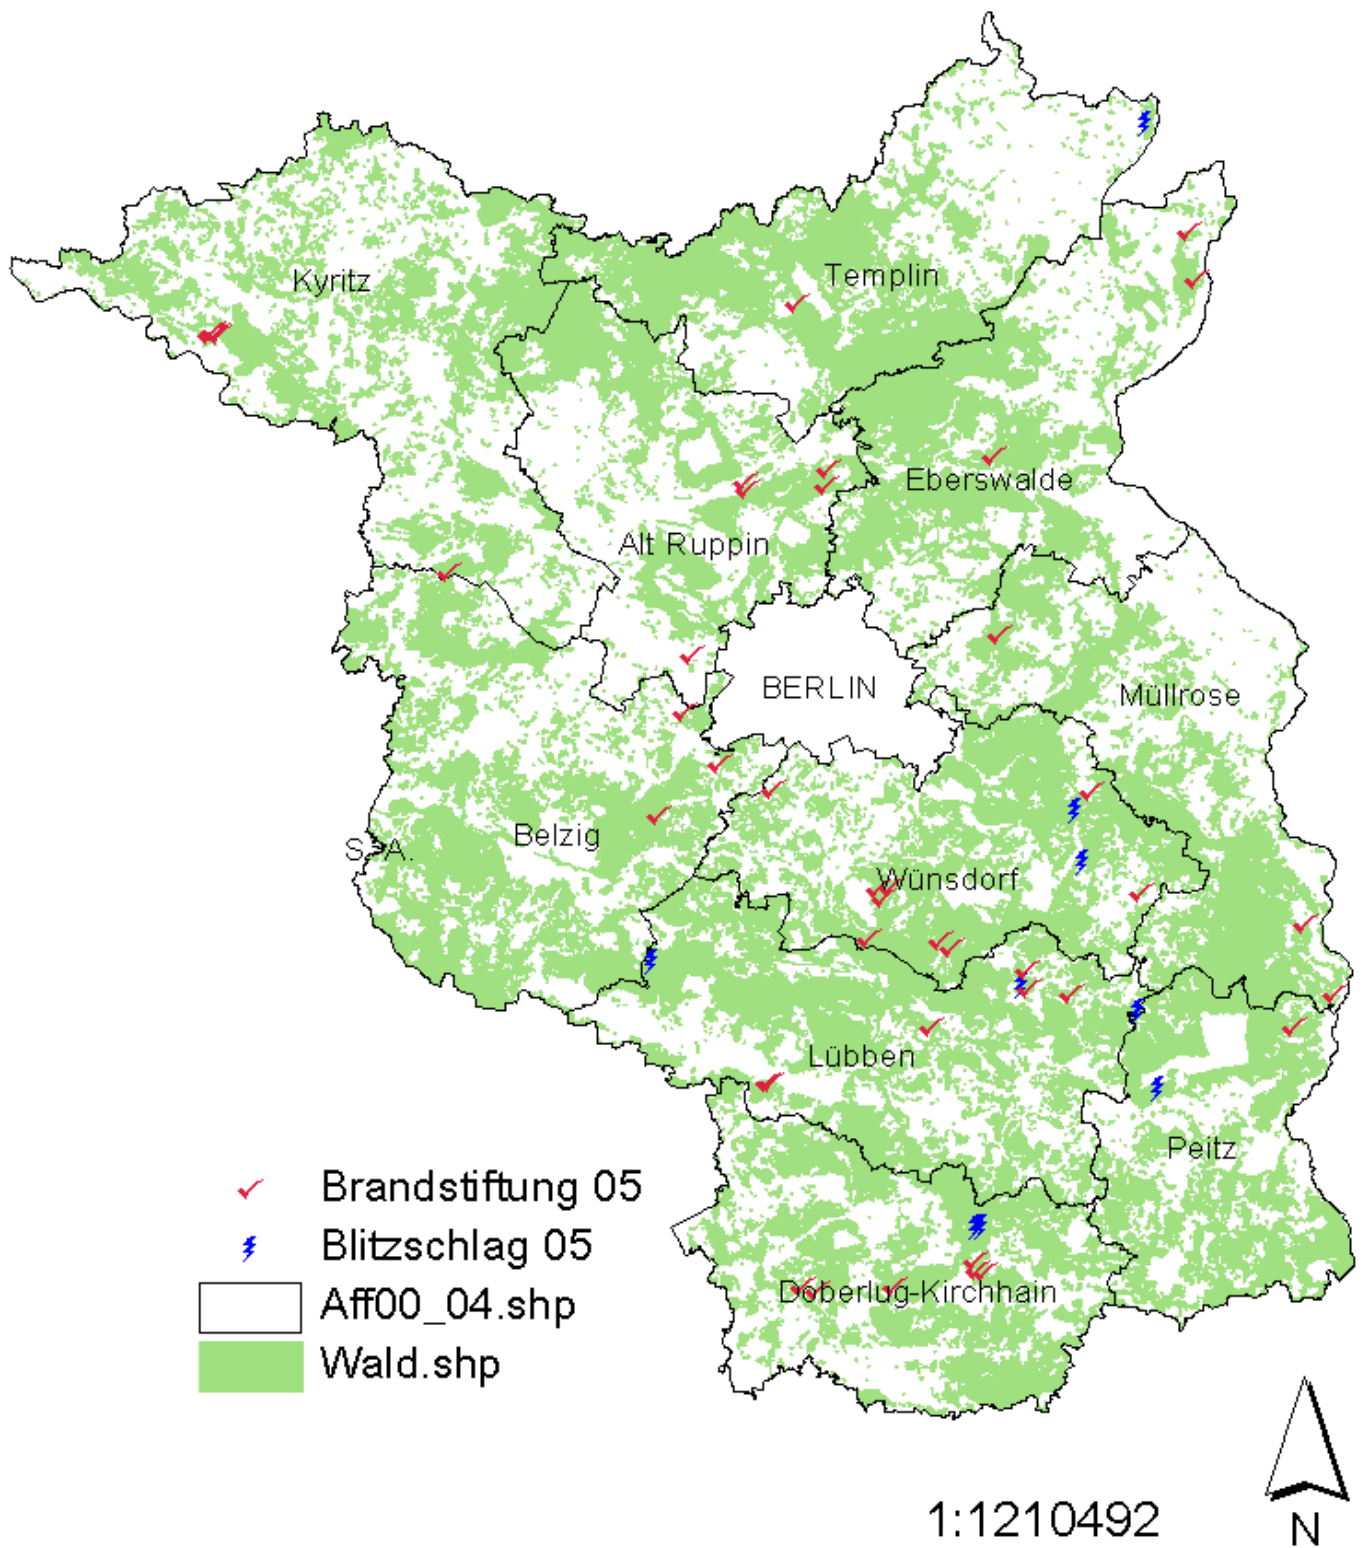 Templin
Kyritz
Eberswalde
Alt Ruppin
BERLIN
Müllrose
Belzig
S.-A.
Wünsdorf
Lübben
Peitz
Doberlug-Kirchhain
Brandstiftung 05
Blitzschlag 05
Aff00_04.shp
Wald.shp
1:1210492
N